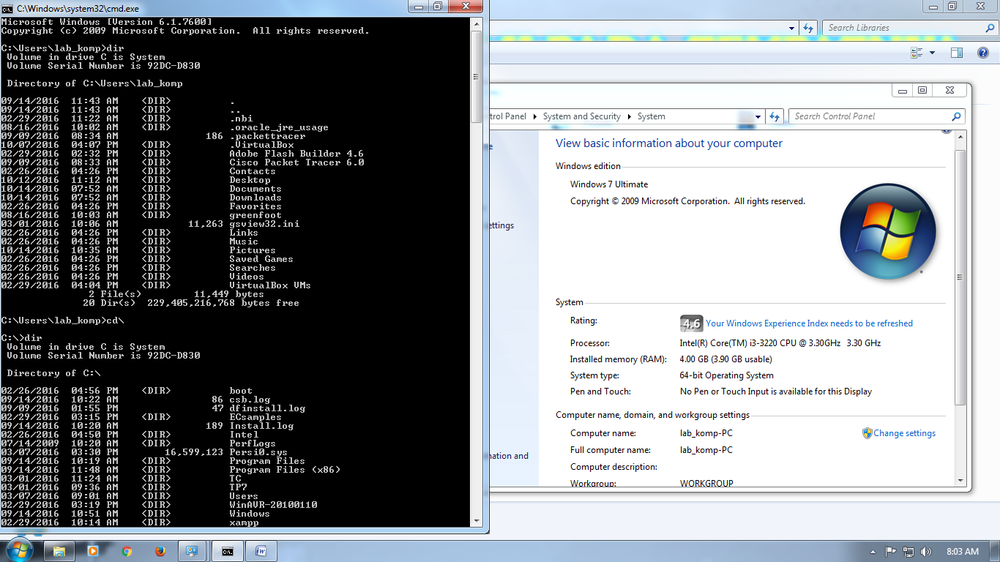 C:\Windows\system32\cmd.exe
Microsoft Windows [Version 6.1.7600]
Copyright (c) 2009 Microsoft Corporation.  All rights reserved.
C:\Users\lab_komp>dir
 Volume in drive C is System
 Volume Serial Number is 92DC-D830
 Directory of C:\Users\lab_komp
09/14/2016  11:43 AM    <DIR>          .
09/14/2016  11:43 AM    <DIR>          ..
02/29/2016  11:22 AM    <DIR>          .nbi
08/16/2016  10:02 AM    <DIR>          .oracle_jre_usage
09/09/2016  08:34 AM               186 .packettracer
10/07/2016  04:07 PM    <DIR>          .VirtualBox
02/29/2016  02:32 PM    <DIR>          Adobe Flash Builder 4.6
09/09/2016  08:33 AM    <DIR>          Cisco Packet Tracer 6.0
02/26/2016  04:26 PM    <DIR>          Contacts
10/12/2016  11:12 AM    <DIR>          Desktop
10/14/2016  07:52 AM    <DIR>          Documents
10/14/2016  07:52 AM    <DIR>          Downloads
02/26/2016  04:26 PM    <DIR>          Favorites
08/16/2016  10:03 AM    <DIR>          greenfoot
03/01/2016  10:06 AM            11,263 gsview32.ini
02/26/2016  04:26 PM    <DIR>          Links
02/26/2016  04:26 PM    <DIR>          Music
10/14/2016  10:35 AM    <DIR>          Pictures
02/26/2016  04:26 PM    <DIR>          Saved Games
02/26/2016  04:26 PM    <DIR>          Searches
02/26/2016  04:26 PM    <DIR>          Videos
02/29/2016  04:04 PM    <DIR>          VirtualBox VMs
               2 File(s)         11,449 bytes
              20 Dir(s)  229,405,216,768 bytes free
C:\Users\lab_komp>cd\
C:\>dir
 Volume in drive C is System
 Volume Serial Number is 92DC-D830
 Directory of C:\
02/26/2016  04:56 PM    <DIR>          boot
09/14/2016  10:22 AM                86 csb.log
09/09/2016  01:55 PM                47 dfinstall.log
02/29/2016  03:15 PM    <DIR>          ECsamples
09/14/2016  10:20 AM               189 Install.log
02/26/2016  04:50 PM    <DIR>          Intel
07/14/2009  10:20 AM    <DIR>          PerfLogs
03/07/2016  03:30 PM        16,599,123 Persi0.sys
09/14/2016  10:19 AM    <DIR>          Program Files
09/14/2016  11:48 AM    <DIR>          Program Files (x86)
03/01/2016  11:24 AM    <DIR>          TC
03/01/2016  09:36 AM    <DIR>          TP7
03/07/2016  09:01 AM    <DIR>          Users
02/29/2016  03:19 PM    <DIR>          WinAVR-20100110
09/14/2016  10:51 AM    <DIR>          Windows
02/29/2016  10:14 AM    <DIR>          xampp
Search Libraries
trol Panel System and Security System
Search Control Panel
ettings
mation and
View basic information about your computer
Windows edition
Windows 7 Ultimate
Copyright © 2009 Microsoft Corporation.  All rights reserved.
System
Rating: 4.6 Your Windows Experience Index needs to be refreshed
Processor: Intel(R) Core(TM) i3-3220 CPU @ 3.30GHz   3.30 GHz
Installed memory (RAM): 4.00 GB (3.90 GB usable)
System type: 64-bit Operating System
Pen and Touch: No Pen or Touch Input is available for this Display
Computer name, domain, and workgroup settings
Computer name: lab_komp-PC Change settings
Full computer name: lab_komp-PC
Computer description:
Workgroup: WORKGROUP
8:03 AM